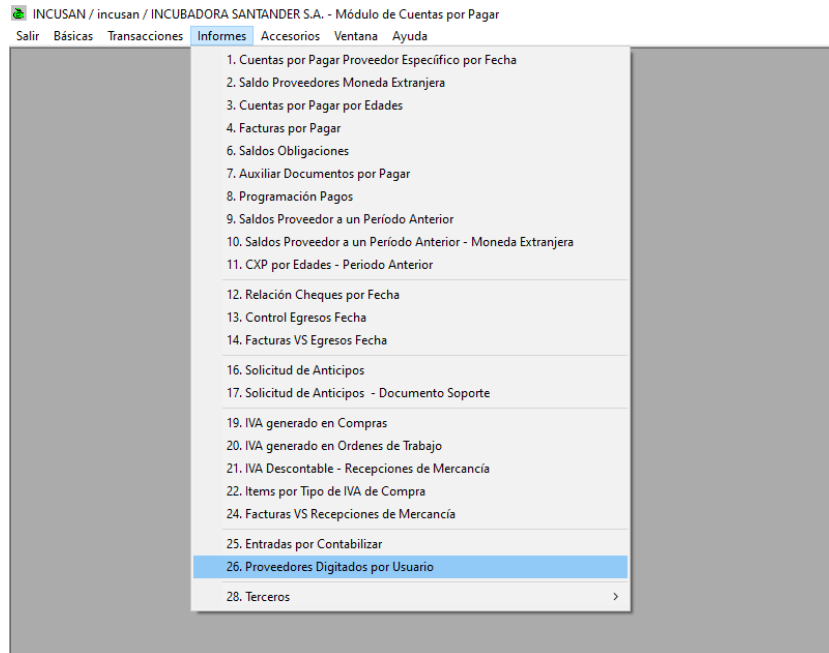 INCUSAN / incusan / INCUBADORA SANTANDER S.A. - Módulo de Cuentas por Pagar
Salir Básicas Transacciones Informes Accesorios Ventana Ayuda
1. Cuentas por Pagar Proveedor Específico por Fecha
2. Saldo Proveedores Moneda Extranjera
3. Cuentas por Pagar por Edades
4. Facturas por Pagar
6. Saldos Obligaciones
7. Auxiliar Documentos por Pagar
8. Programación Pagos
9. Saldos Proveedor a un Período Anterior
10. Saldos Proveedor a un Período Anterior - Moneda Extranjera
11. CXP por Edades - Periodo Anterior
12. Relación Cheques por Fecha
13. Control Egresos Fecha
14. Facturas VS Egresos Fecha
16. Solicitud de Anticipos
17. Solicitud de Anticipos - Documento Soporte
19. IVA generado en Compras
20. IVA generado en Ordenes de Trabajo
21. IVA Descontable - Recepciones de Mercancía
22. Items por Tipo de IVA de Compra
24. Facturas VS Recepciones de Mercancía
25. Entradas por Contabilizar
26. Proveedores Digitados por Usuario
28. Terceros